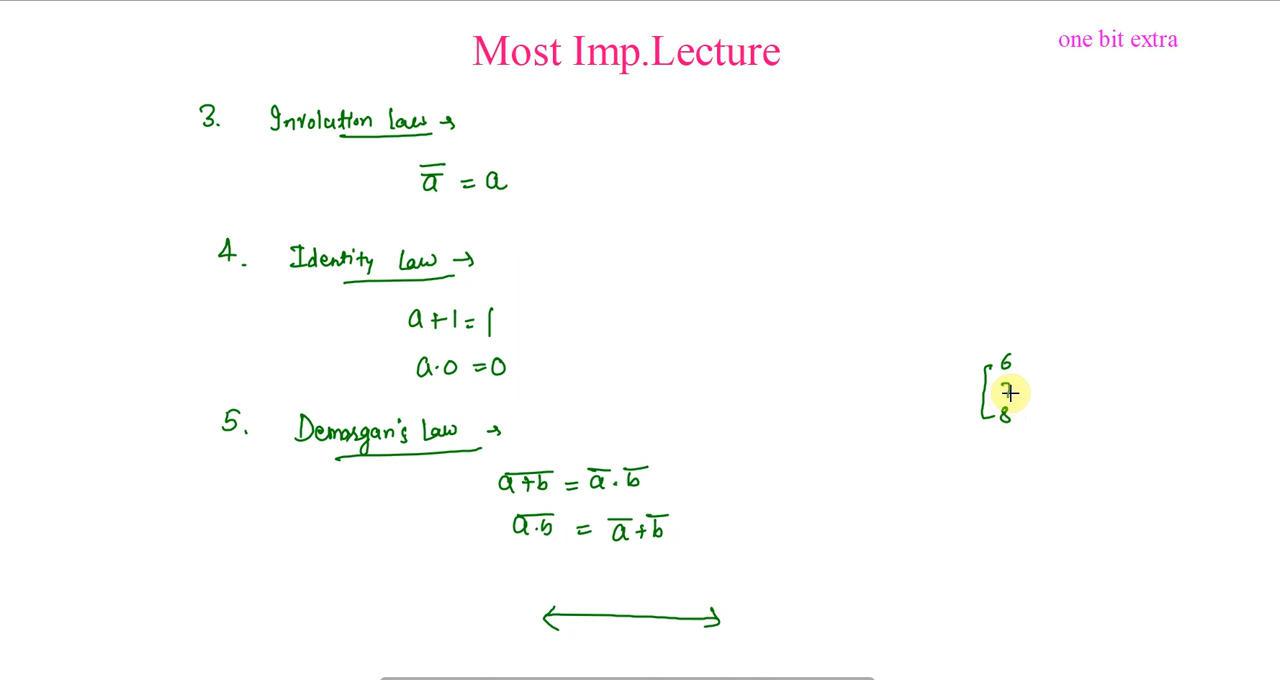 Most Imp.Lecture
one bit extra
3. Involution law →
a̿ = a
4. Identity Law →
a+1=1
a·0=0
5. Demorgan's Law →
a̅+̅b̅ = a̅·b̅
a̅·̅b̅ = a̅+b̅
6
7
8